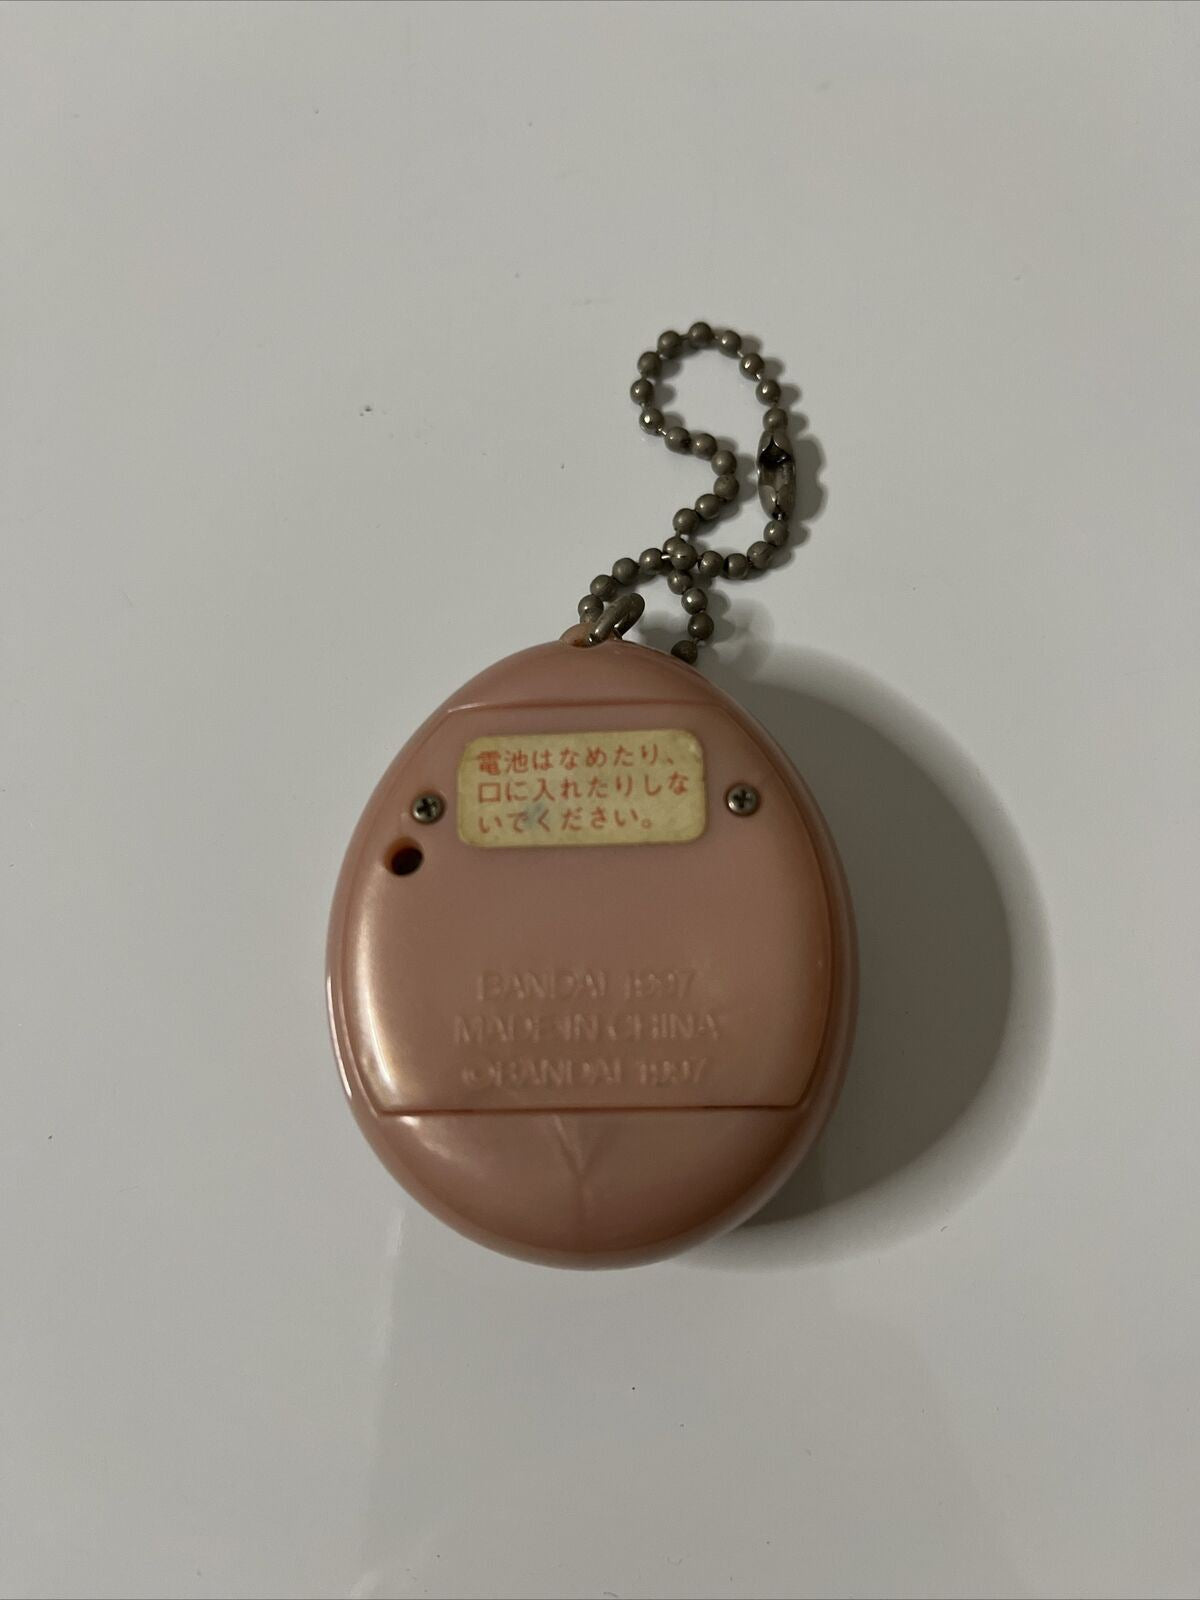 電池はなめたり、
口に入れたりしな
いでください。
BANDAI 1997
MADE IN CHINA
©BANDAI 1997